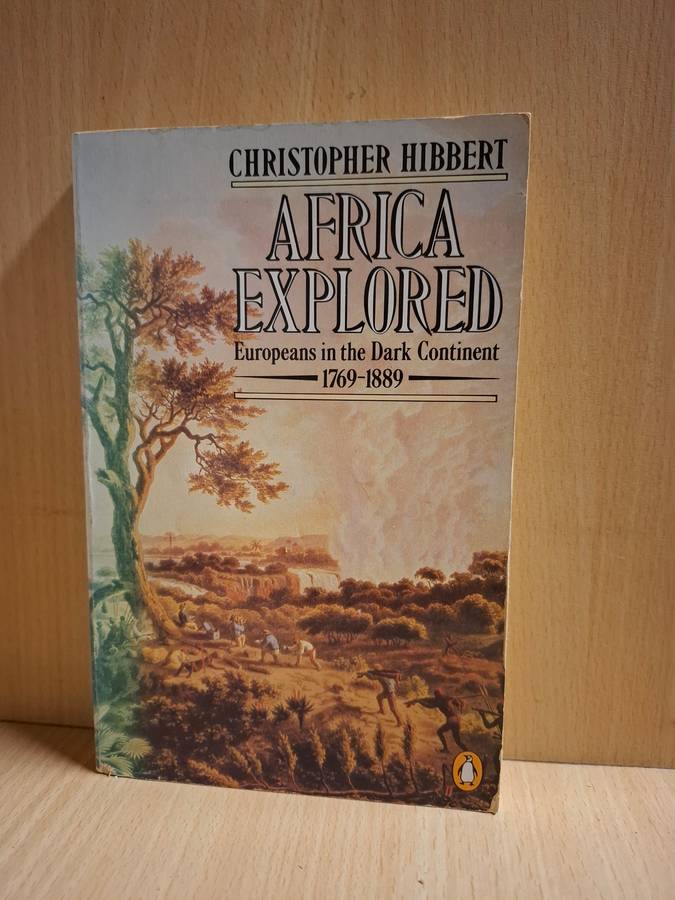 CHRISTOPHER HIBBERT
AFRICA
EXPLORED
Europeans in the Dark Continent
1769–1889